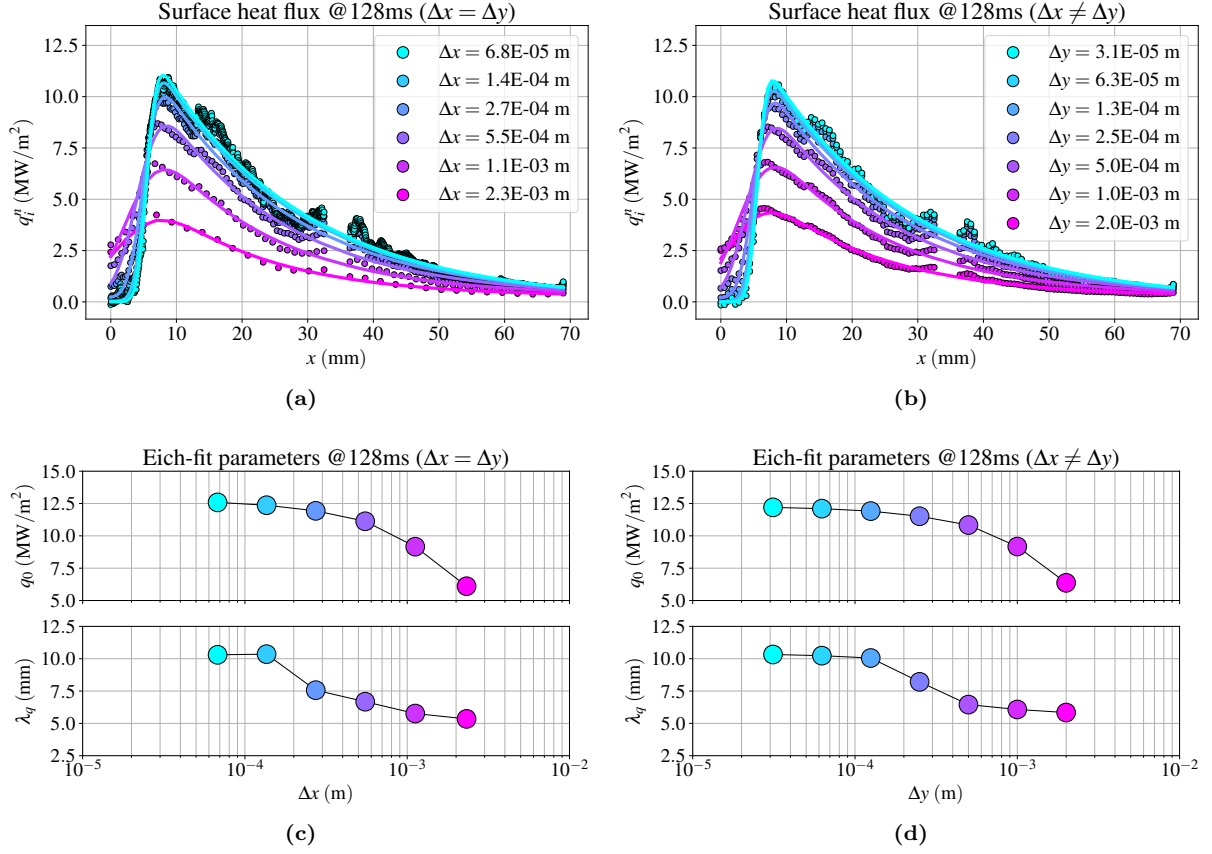 Surface heat flux @128ms (Δx = Δy)
12.5
10.0
7.5
5.0
2.5
0.0
q''_i (MW/m²)
Δx = 6.8E-05 m
Δx = 1.4E-04 m
Δx = 2.7E-04 m
Δx = 5.5E-04 m
Δx = 1.1E-03 m
Δx = 2.3E-03 m
0 10 20 30 40 50 60 70
x (mm)
(a)
Surface heat flux @128ms (Δx ≠ Δy)
12.5
10.0
7.5
5.0
2.5
0.0
q''_i (MW/m²)
Δy = 3.1E-05 m
Δy = 6.3E-05 m
Δy = 1.3E-04 m
Δy = 2.5E-04 m
Δy = 5.0E-04 m
Δy = 1.0E-03 m
Δy = 2.0E-03 m
0 10 20 30 40 50 60 70
x (mm)
(b)
Eich-fit parameters @128ms (Δx = Δy)
15.0
12.5
10.0
7.5
5.0
q₀ (MW/m²)
12.5
10.0
7.5
5.0
2.5
λ_q (mm)
10⁻⁵ 10⁻⁴ 10⁻³ 10⁻²
Δx (m)
(c)
Eich-fit parameters @128ms (Δx ≠ Δy)
15.0
12.5
10.0
7.5
5.0
q₀ (MW/m²)
12.5
10.0
7.5
5.0
2.5
λ_q (mm)
10⁻⁵ 10⁻⁴ 10⁻³ 10⁻²
Δy (m)
(d)